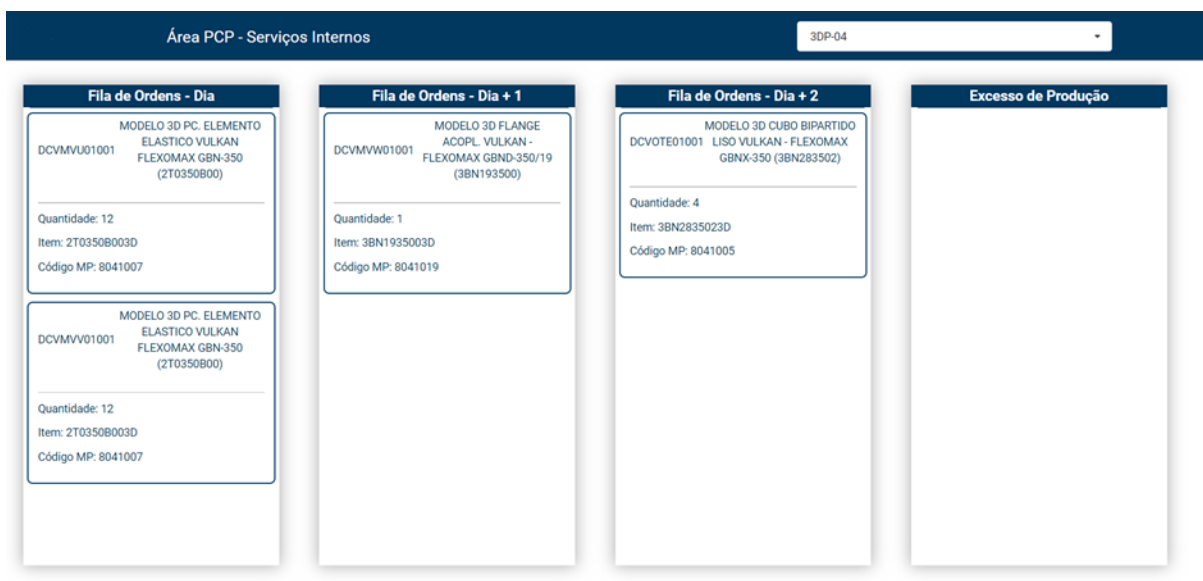 Área PCP - Serviços Internos
3DP-04
Fila de Ordens - Dia
DCVMVU01001
MODELO 3D PC. ELEMENTO
ELASTICO VULKAN
FLEXOMAX GBN-350
(2T0350B00)
Quantidade: 12
Item: 2T0350B003D
Código MP: 8041007
DCVMVV01001
MODELO 3D PC. ELEMENTO
ELASTICO VULKAN
FLEXOMAX GBN-350
(2T0350B00)
Quantidade: 12
Item: 2T0350B003D
Código MP: 8041007
Fila de Ordens - Dia + 1
DCVMVW01001
MODELO 3D FLANGE
ACOPL. VULKAN -
FLEXOMAX GBND-350/19
(3BN193500)
Quantidade: 1
Item: 3BN1935003D
Código MP: 8041019
Fila de Ordens - Dia + 2
DCVOTE01001
MODELO 3D CUBO BIPARTIDO
LISO VULKAN - FLEXOMAX
GBNX-350 (3BN283502)
Quantidade: 4
Item: 3BN2835023D
Código MP: 8041005
Excesso de Produção